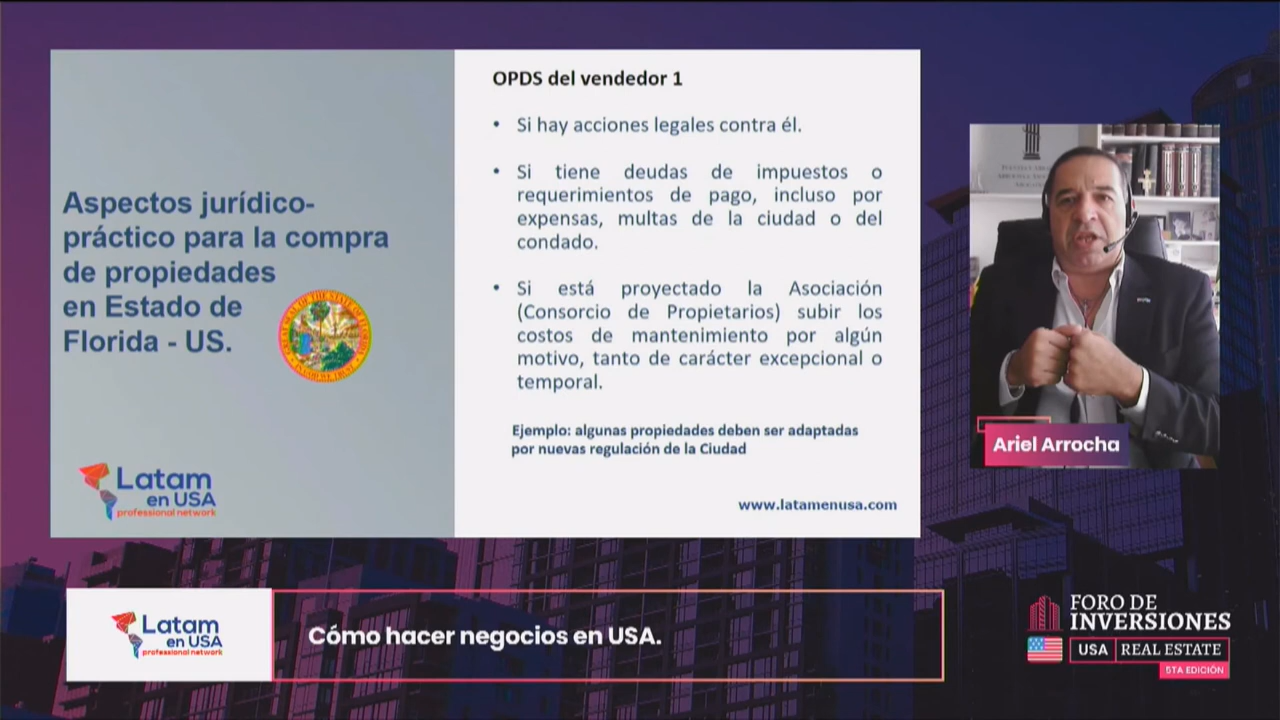 Aspectos jurídico-
práctico para la compra
de propiedades
en Estado de
Florida - US.
Latam
en USA
professional network
OPDS del vendedor 1
• Si hay acciones legales contra él.
• Si tiene deudas de impuestos o
requerimientos de pago, incluso por
expensas, multas de la ciudad o del
condado.
• Si está proyectado la Asociación
(Consorcio de Propietarios) subir los
costos de mantenimiento por algún
motivo, tanto de carácter excepcional o
temporal.
Ejemplo: algunas propiedades deben ser adaptadas
por nuevas regulación de la Ciudad
www.latamenusa.com
Ariel Arrocha
Latam
en USA
professional network
Cómo hacer negocios en USA.
FORO DE
INVERSIONES
USA REAL ESTATE
5TA EDICIÓN